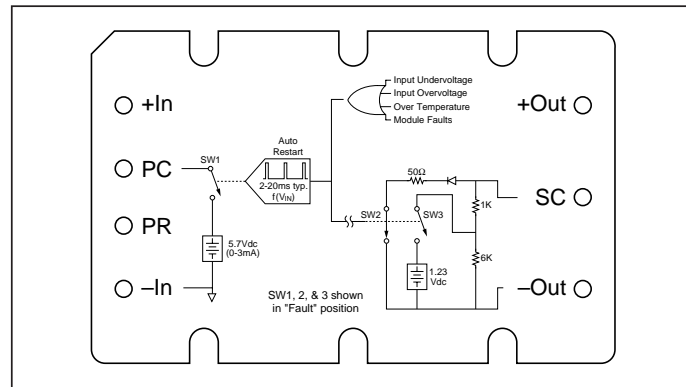 +In
PC
PR
–In
SW1
Auto
Restart
2-20ms typ.
f(VIN)
5.7Vdc
(0-3mA)
Input Undervoltage
Input Overvoltage
Over Temperature
Module Faults
50Ω
SW2
SW3
1K
6K
1.23
Vdc
SW1, 2, & 3 shown
in "Fault" position
+Out
SC
–Out